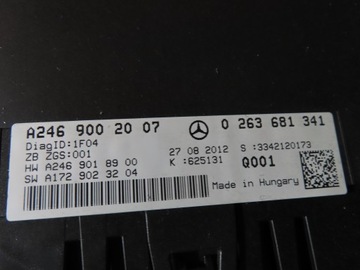 A246 900 20 07 0 263 681 341
DiagID:1F04
ZB ZGS:001 27 08 2012 S :3342120173
HW A246 901 89 00 K :625131 Q001
SW A172 902 32 04 Made in Hungary